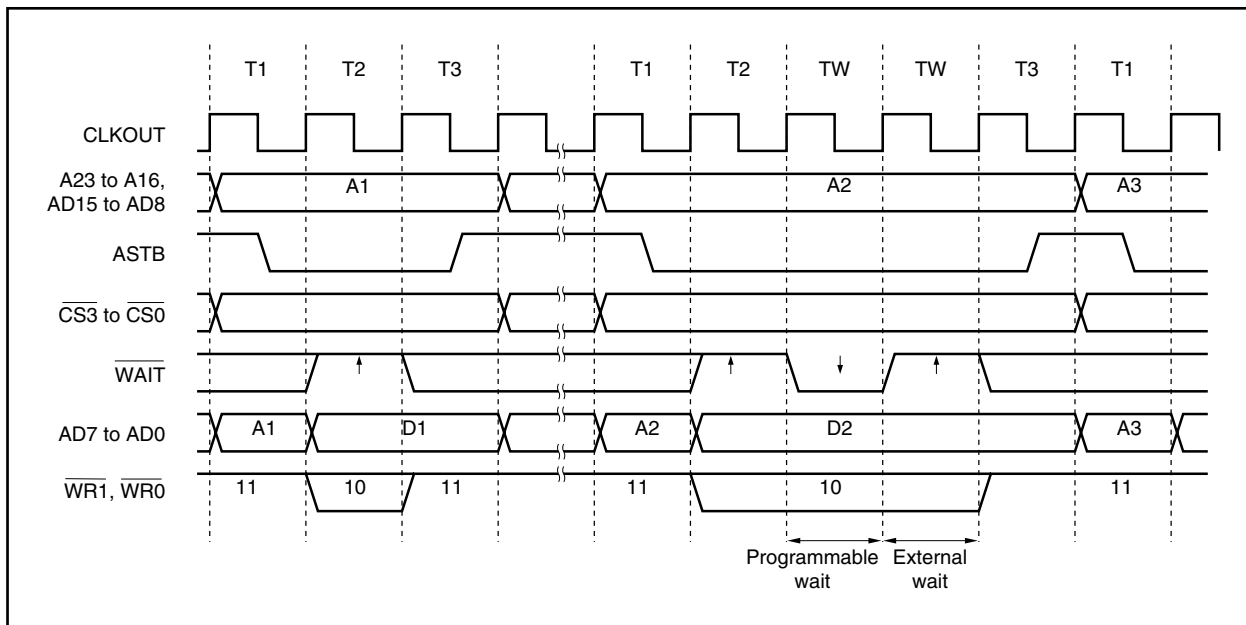 T1 T2 T3 T1 T2 TW TW T3 T1
CLKOUT
A23 to A16,
AD15 to AD8
A1 A2 A3
ASTB
CS3 to CS0
WAIT
AD7 to AD0
A1 D1 A2 D2 A3
WR1, WR0
11 10 11 11 10 11
Programmable
wait
External
wait